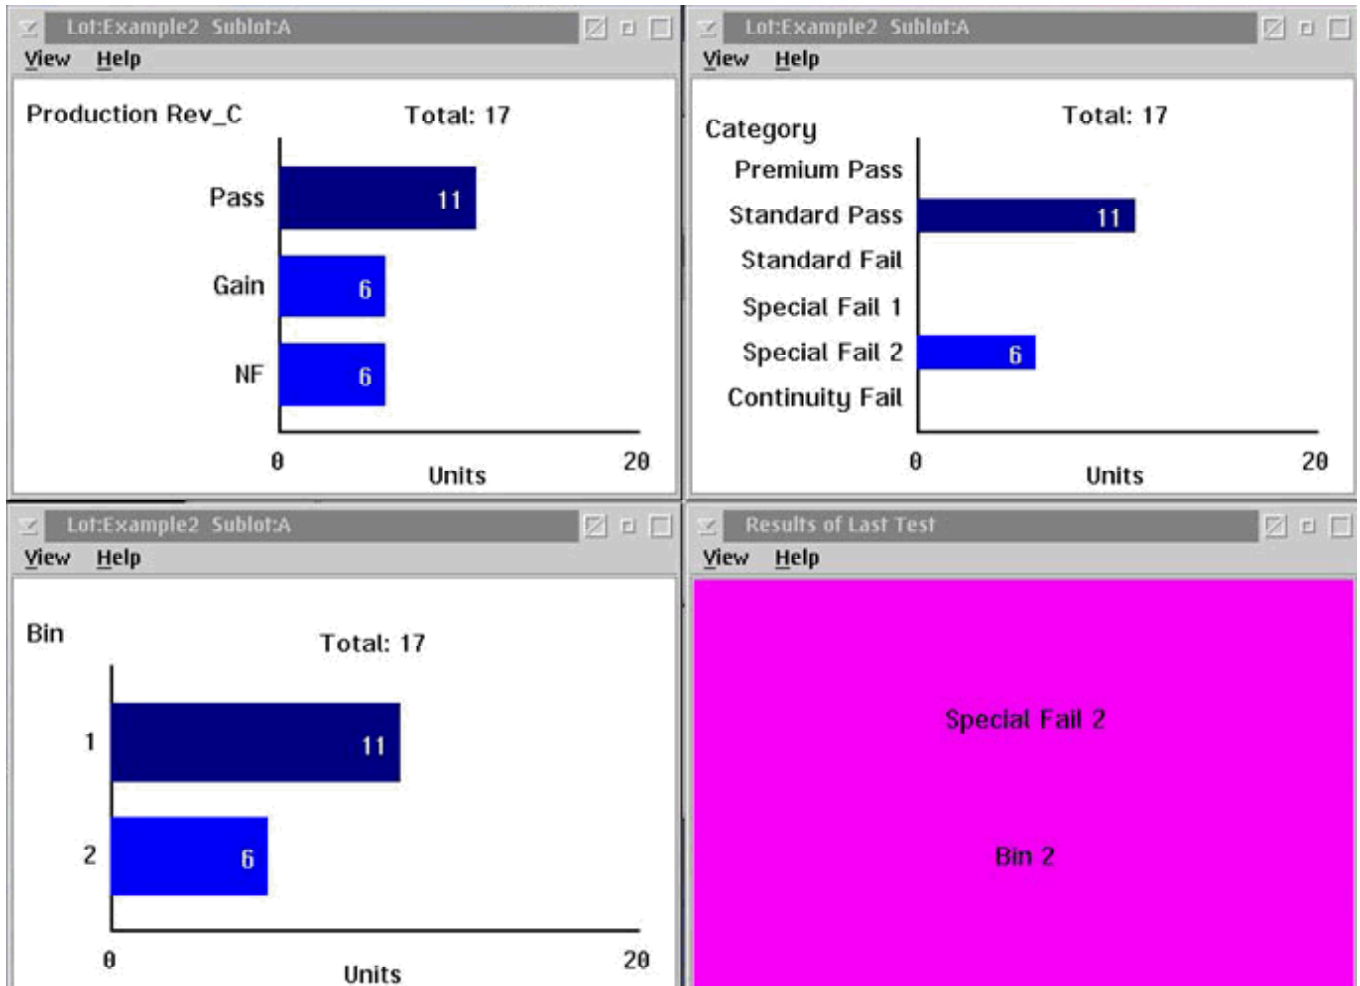 Lot:Example2 Sublot:A
View Help
Production Rev_C
Total: 17
Pass 11
Gain 6
NF 6
0 20
Units
Lot:Example2 Sublot:A
View Help
Total: 17
Category
Premium Pass
Standard Pass 11
Standard Fail
Special Fail 1
Special Fail 2 6
Continuity Fail
0 20
Units
Lot:Example2 Sublot:A
View Help
Bin
Total: 17
1 11
2 6
0 20
Units
Results of Last Test
View Help
Special Fail 2
Bin 2